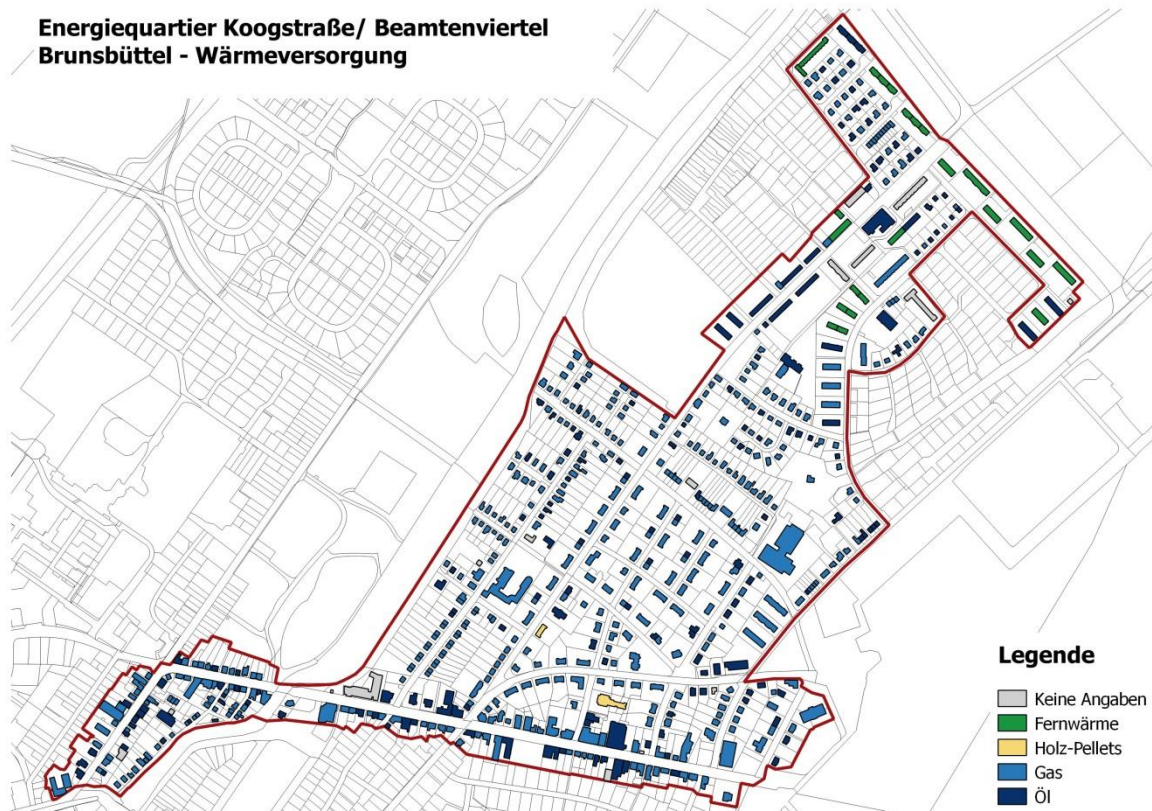 Energiequartier Koogstraße/ Beamtenviertel
Brunsbüttel - Wärmeversorgung
Legende
Keine Angaben
Fernwärme
Holz-Pellets
Gas
Öl